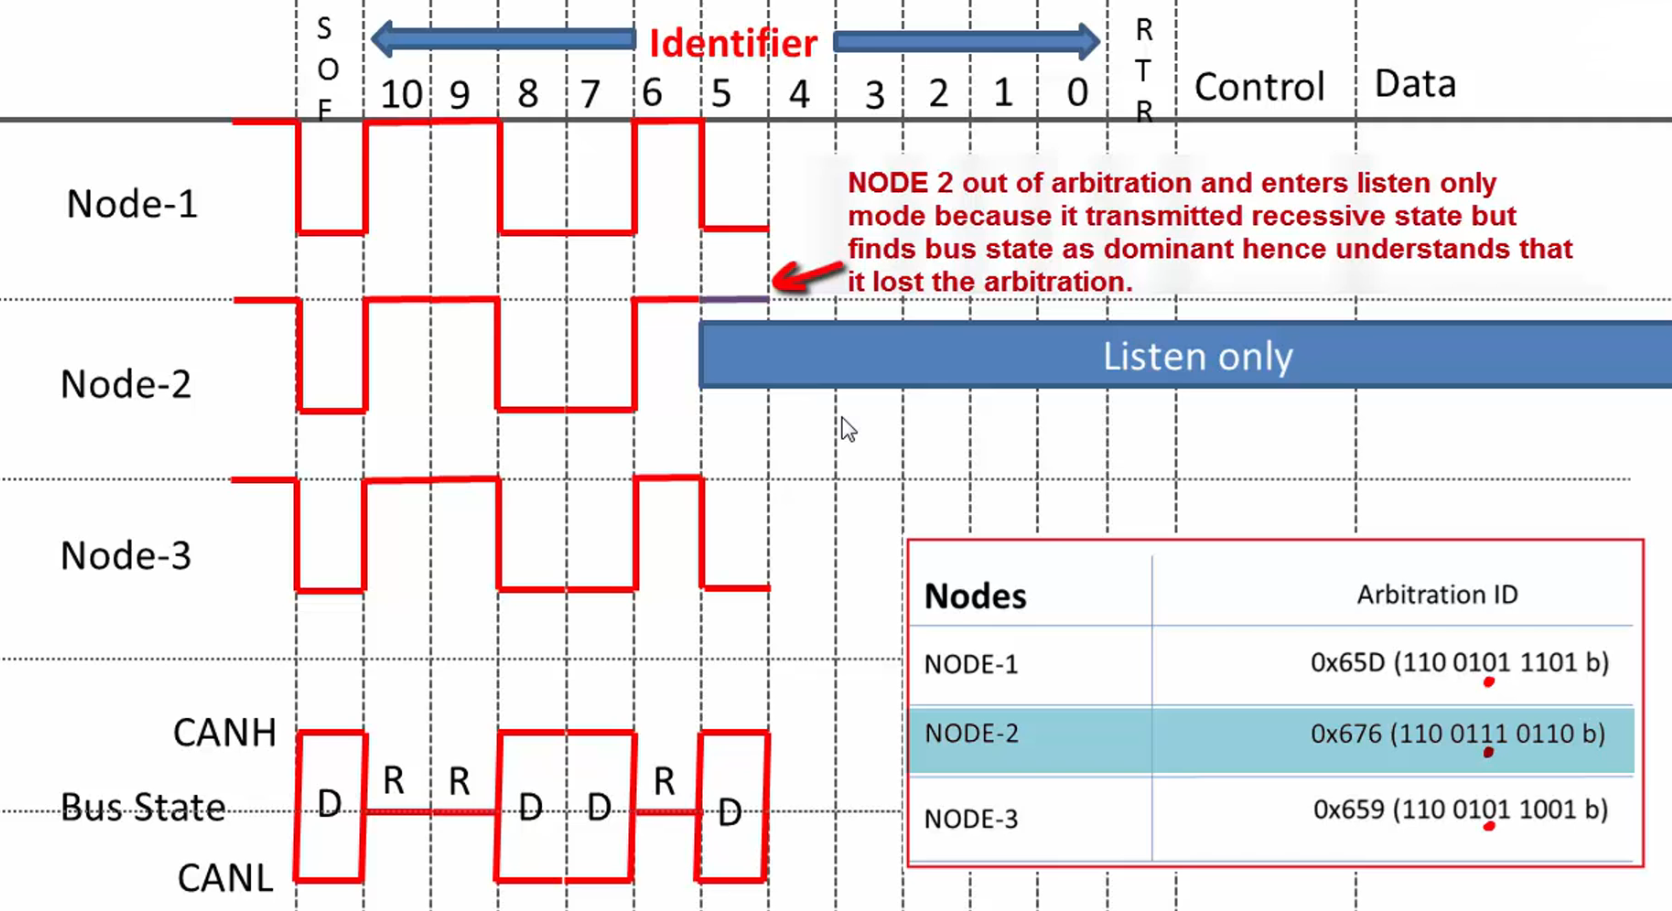 S
O
F
Identifier
R
T
R
10 9 8 7 6 5 4 3 2 1 0
Control
Data
Node-1
NODE 2 out of arbitration and enters listen only
mode because it transmitted recessive state but
finds bus state as dominant hence understands that
it lost the arbitration.
Listen only
Node-2
Node-3
Nodes Arbitration ID
NODE-1 0x65D (110 0101 1101 b)
NODE-2 0x676 (110 0111 0110 b)
NODE-3 0x659 (110 0101 1001 b)
CANH
Bus State
D R R D D R D
CANL